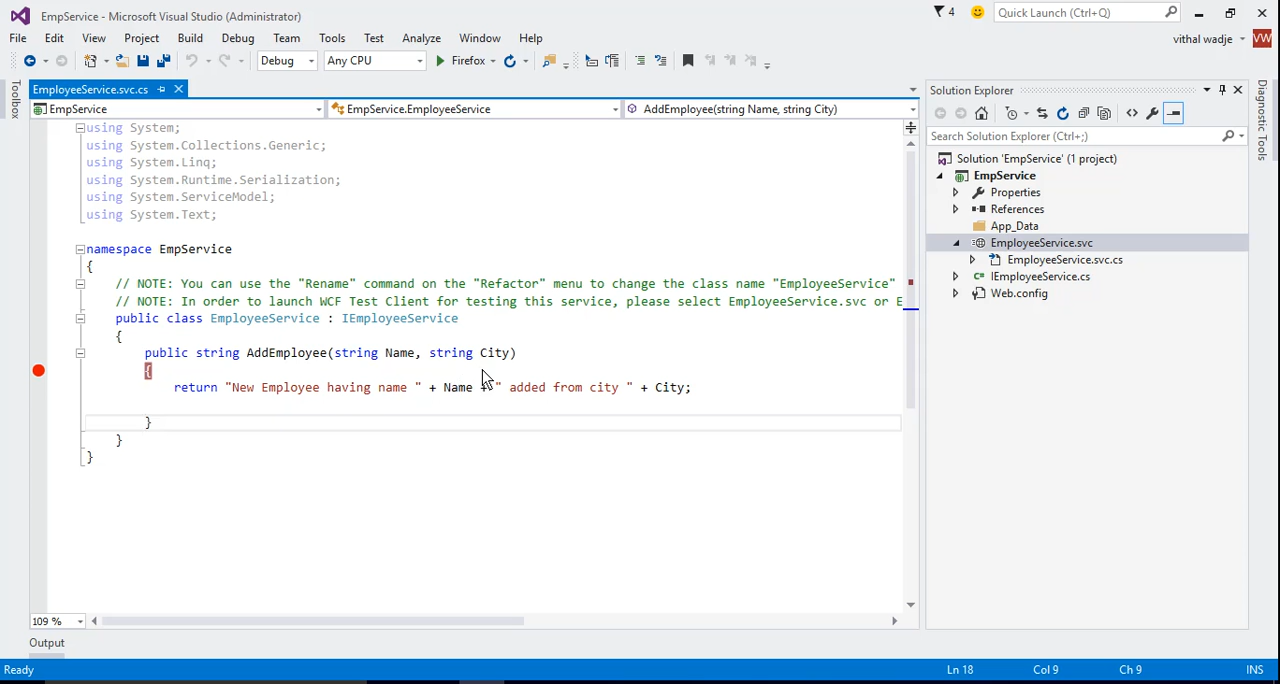 EmpService - Microsoft Visual Studio (Administrator)
4
Quick Launch (Ctrl+Q)
File Edit View Project Build Debug Team Tools Test Analyze Window Help
vithal wadje
VW
Debug
Any CPU
Firefox
Toolbox
EmployeeService.svc.cs
EmpService
EmpService.EmployeeService
AddEmployee(string Name, string City)
using System;
using System.Collections.Generic;
using System.Linq;
using System.Runtime.Serialization;
using System.ServiceModel;
using System.Text;
namespace EmpService
{
// NOTE: You can use the "Rename" command on the "Refactor" menu to change the class name "EmployeeService"
// NOTE: In order to launch WCF Test Client for testing this service, please select EmployeeService.svc or E
public class EmployeeService : IEmployeeService
{
public string AddEmployee(string Name, string City)
{
return "New Employee having name " + Name + " added from city " + City;
}
}
}
109 %
Output
Ready
Ln 18
Col 9
Ch 9
INS
Solution Explorer
Search Solution Explorer (Ctrl+;)
Solution 'EmpService' (1 project)
EmpService
Properties
References
App_Data
EmployeeService.svc
EmployeeService.svc.cs
IEmployeeService.cs
Web.config
Diagnostic Tools